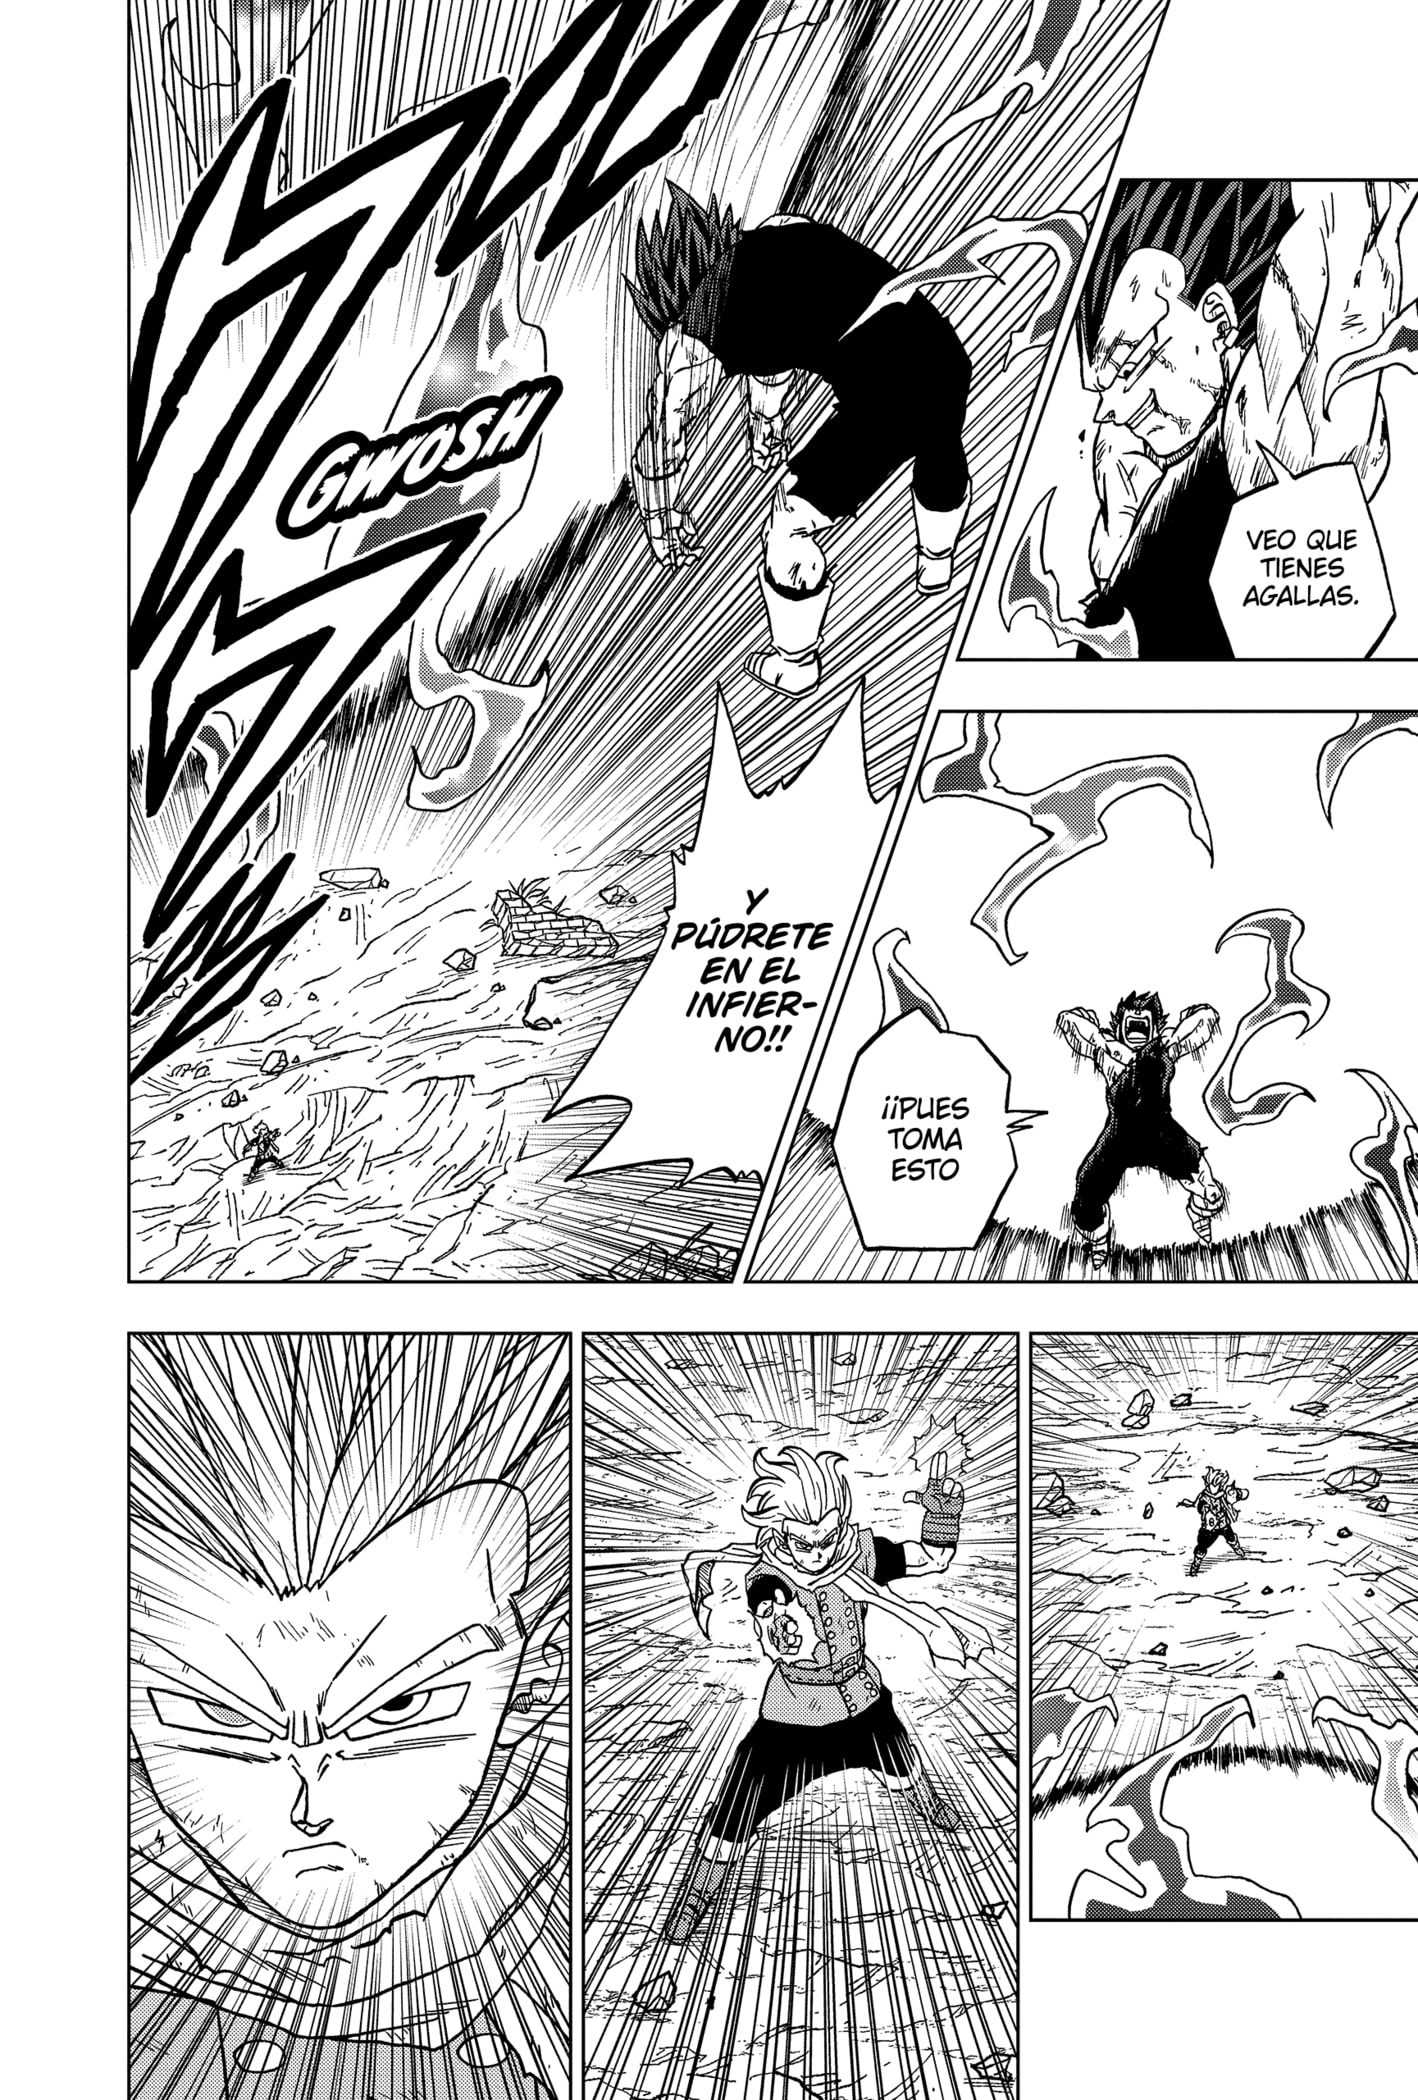 VEO QUE
TIENES
AGALLAS.
¡¡PUES
TOMA
ESTO
Y
PÚDRETE
EN EL
INFIER-
NO!!
GWOSH